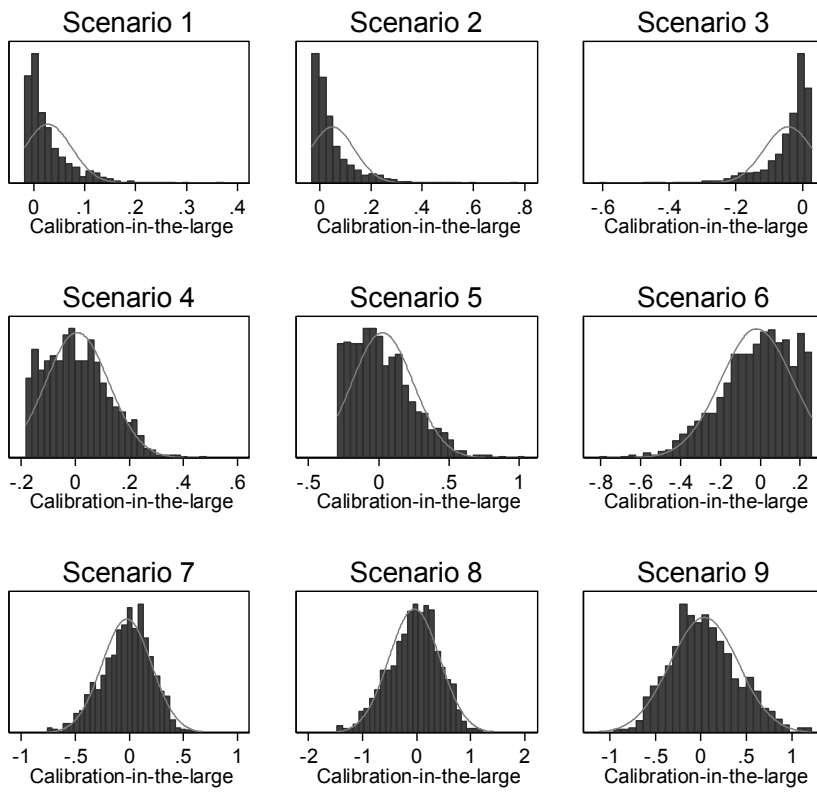 Scenario 1 Scenario 2 Scenario 3
0 .1 .2 .3 .4 0 .2 .4 .6 .8 -.6 -.4 -.2 0
Calibration-in-the-large Calibration-in-the-large Calibration-in-the-large
Scenario 4 Scenario 5 Scenario 6
-.2 0 .2 .4 .6 -.5 0 .5 1 -.8 -.6 -.4 -.2 0 .2
Calibration-in-the-large Calibration-in-the-large Calibration-in-the-large
Scenario 7 Scenario 8 Scenario 9
-1 -.5 0 .5 1 -2 -1 0 1 2 -1 -.5 0 .5 1
Calibration-in-the-large Calibration-in-the-large Calibration-in-the-large